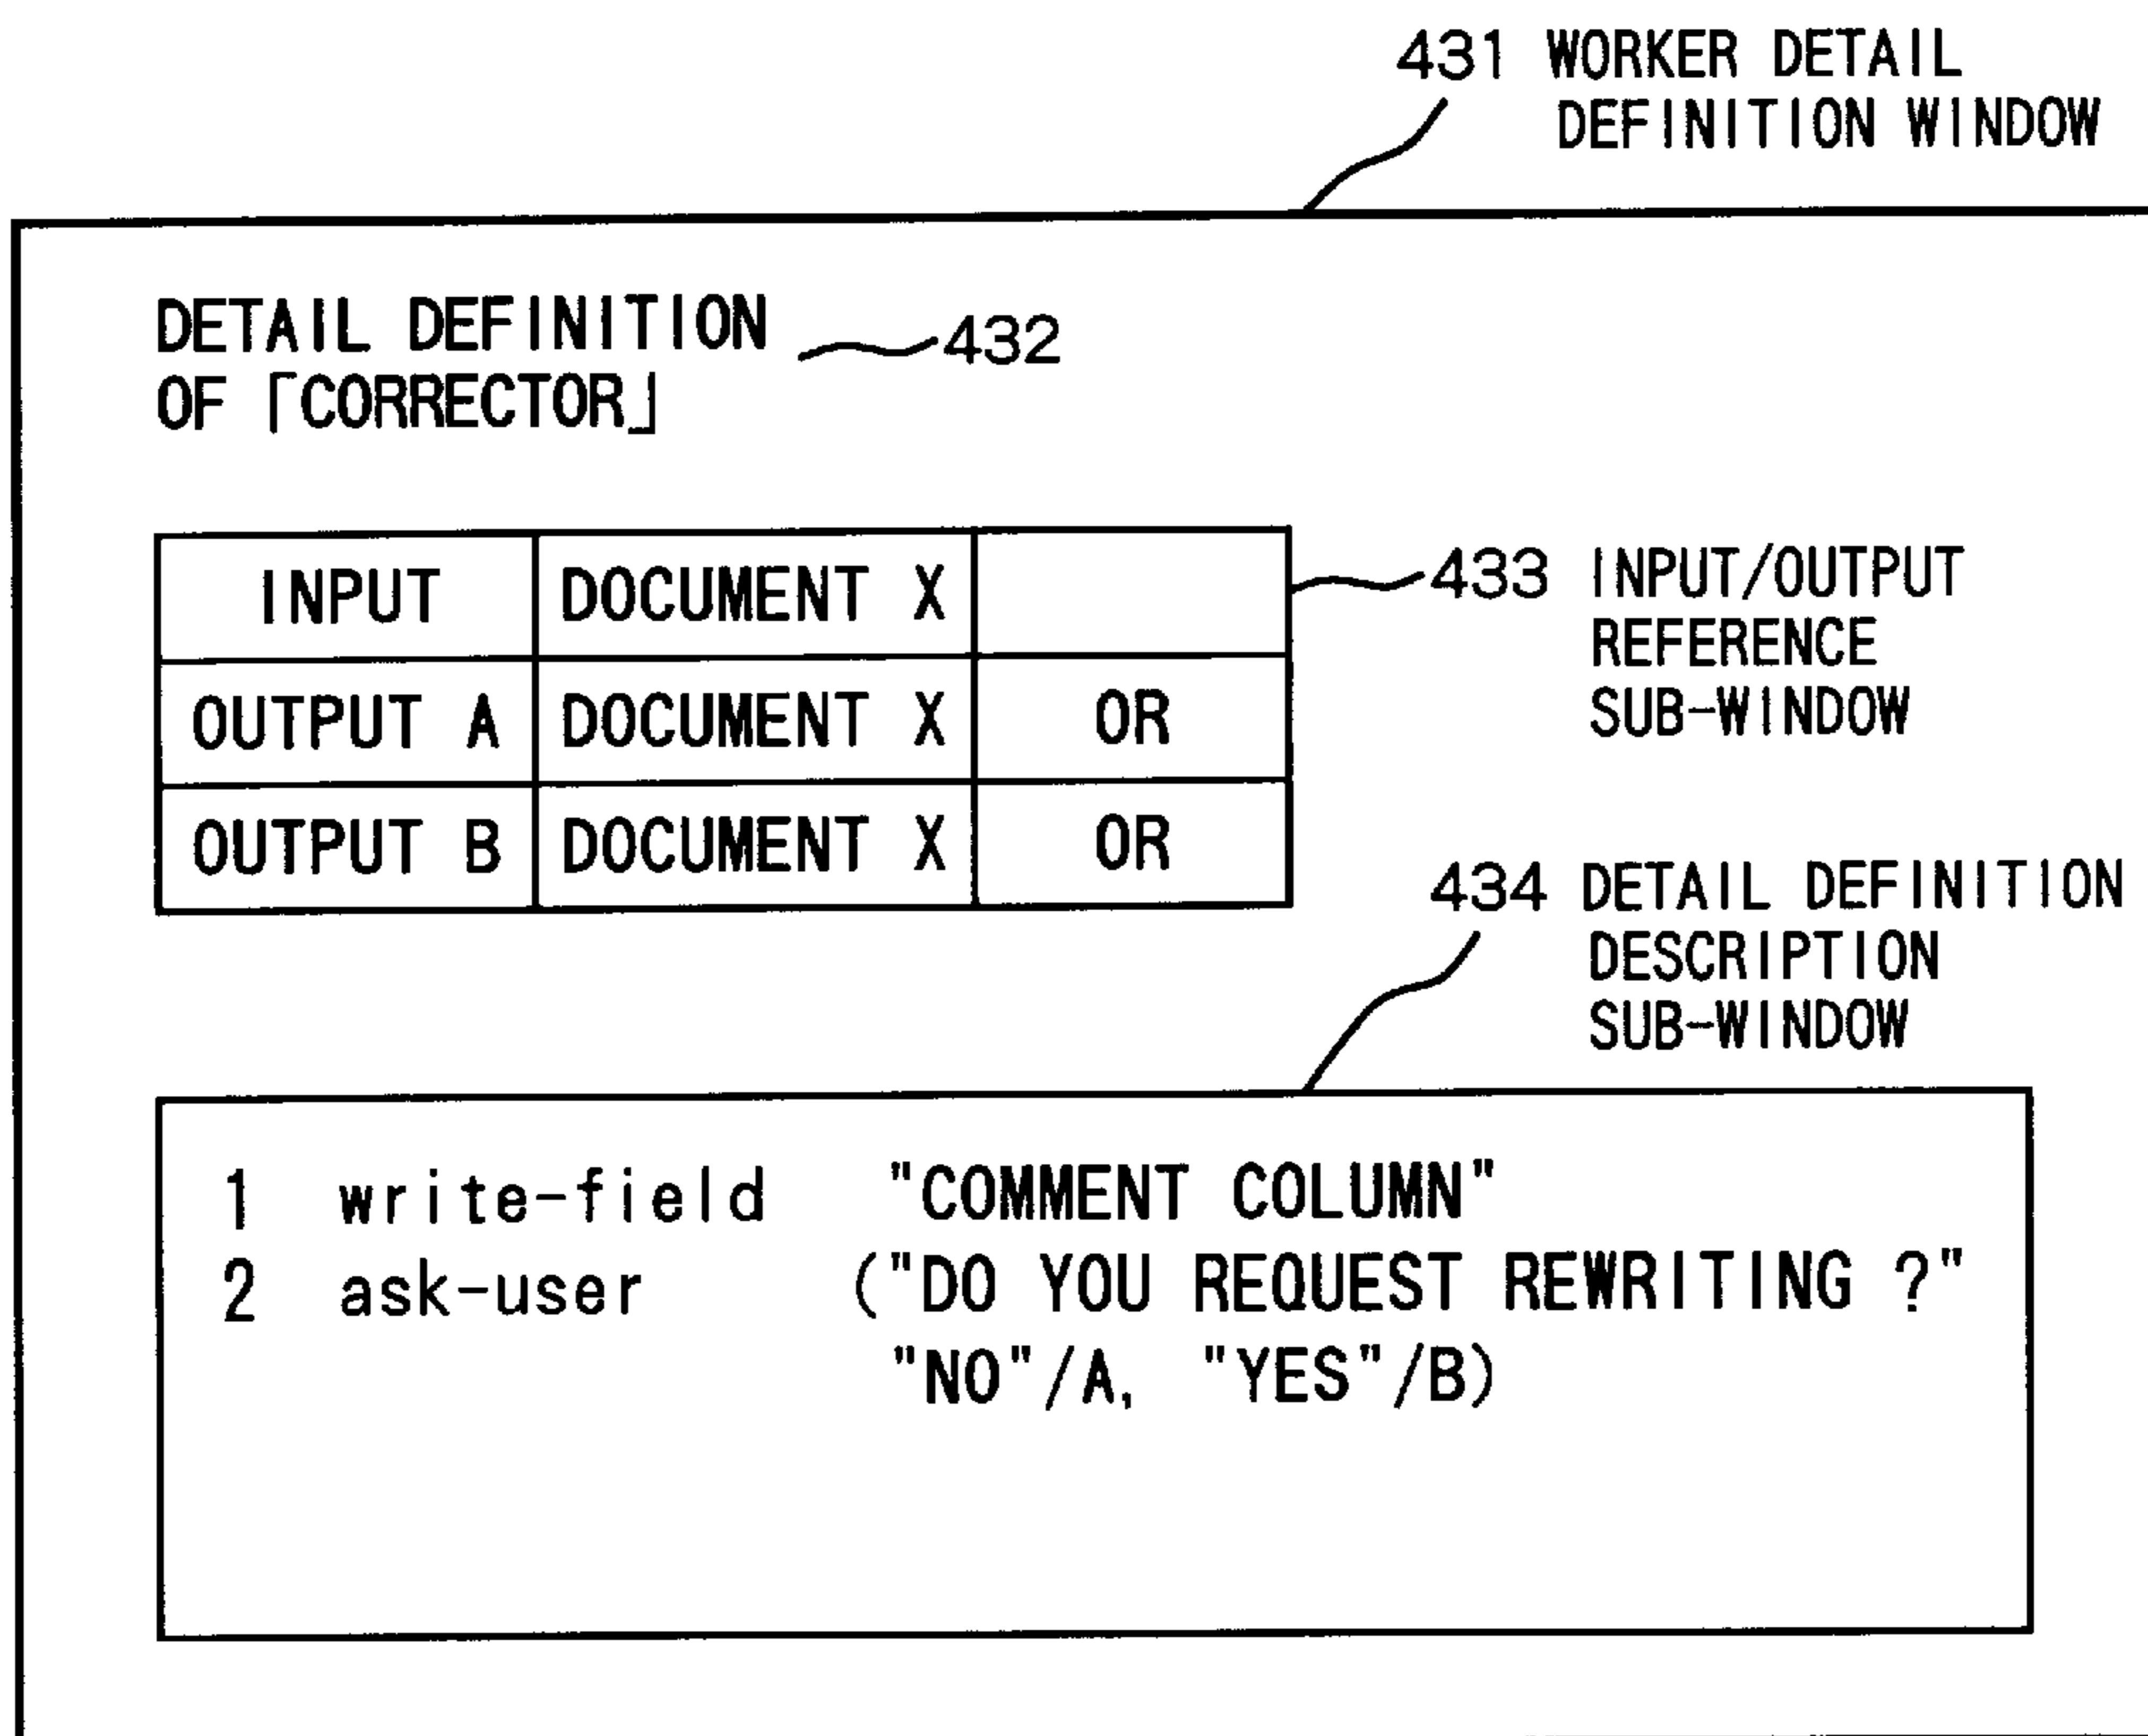 431 WORKER DETAIL
DEFINITION WINDOW
DETAIL DEFINITION
OF 「CORRECTOR」
432
INPUT DOCUMENT X
OUTPUT A DOCUMENT X OR
OUTPUT B DOCUMENT X OR
433 INPUT/OUTPUT
REFERENCE
SUB-WINDOW
434 DETAIL DEFINITION
DESCRIPTION
SUB-WINDOW
1 write-field "COMMENT COLUMN"
2 ask-user ("DO YOU REQUEST REWRITING ?"
"NO"/A, "YES"/B)